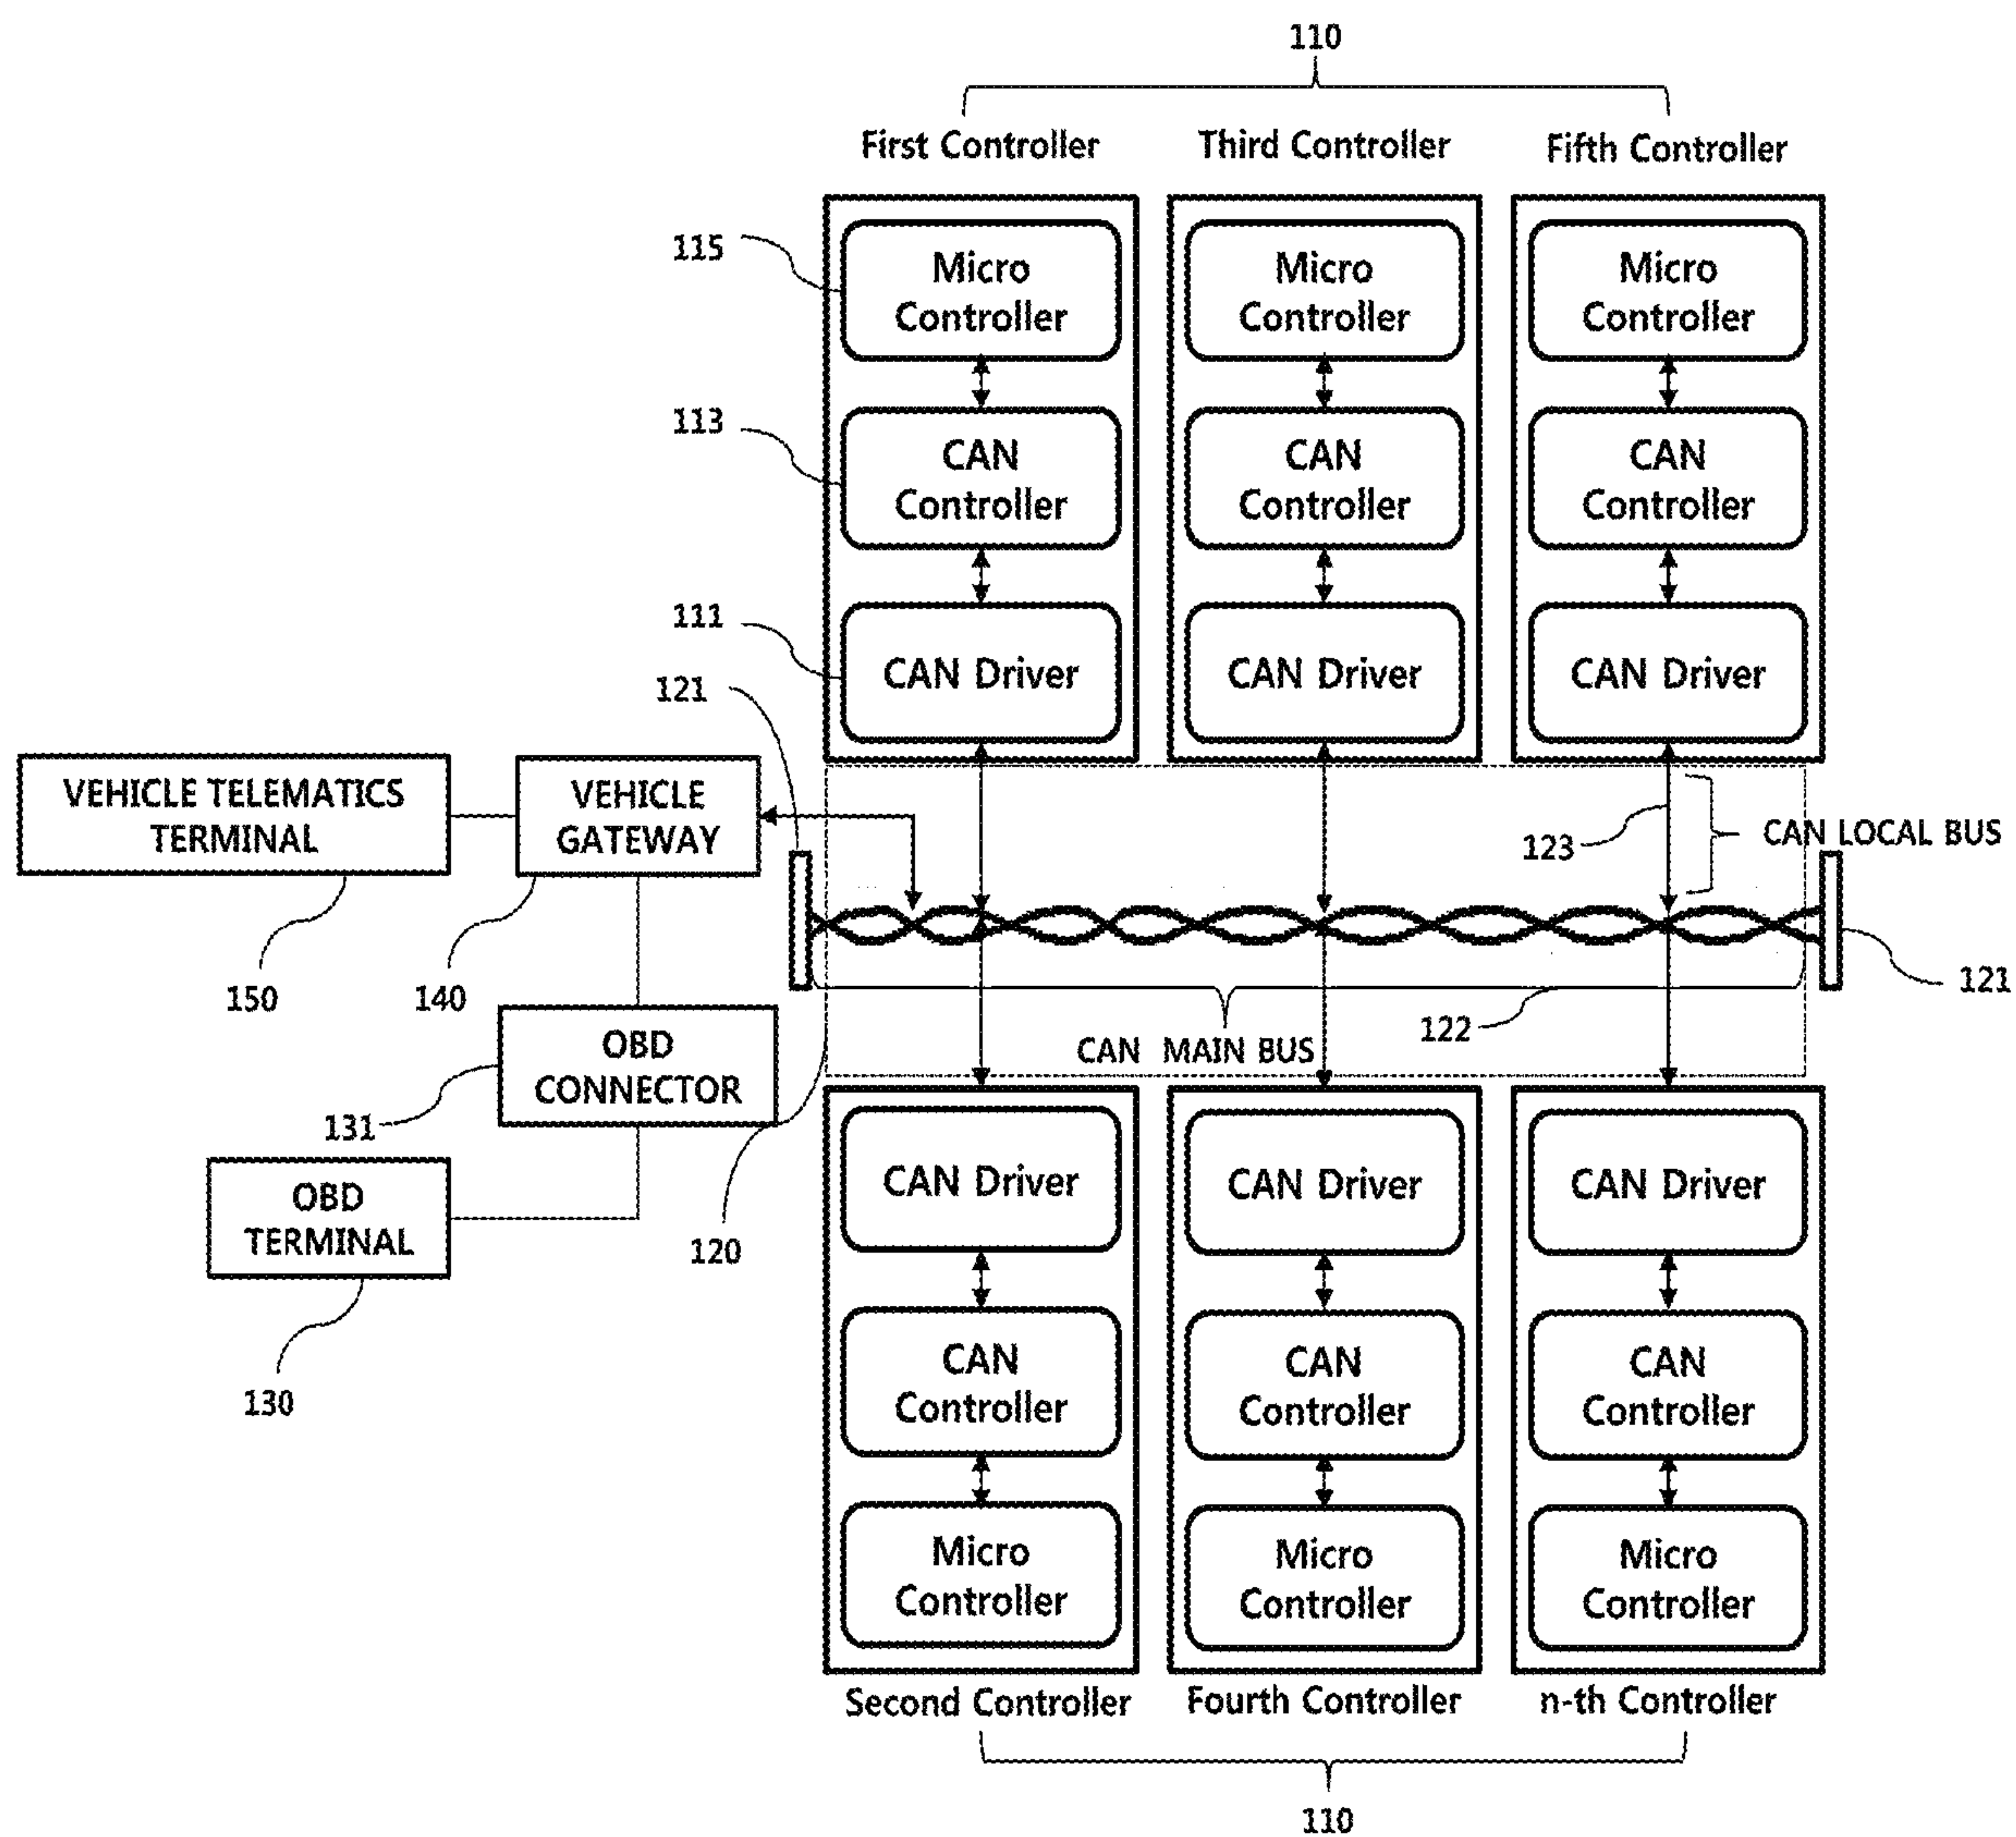 110
First Controller Third Controller Fifth Controller
115
Micro
Controller
Micro
Controller
Micro
Controller
113
CAN
Controller
CAN
Controller
CAN
Controller
111
CAN Driver
CAN Driver
CAN Driver
121
VEHICLE TELEMATICS
TERMINAL
VEHICLE
GATEWAY
123
CAN LOCAL BUS
150
140
121
122
CAN MAIN BUS
OBD
CONNECTOR
131
OBD
TERMINAL
120
130
CAN Driver
CAN Driver
CAN Driver
CAN
Controller
CAN
Controller
CAN
Controller
Micro
Controller
Micro
Controller
Micro
Controller
Second Controller Fourth Controller n-th Controller
110